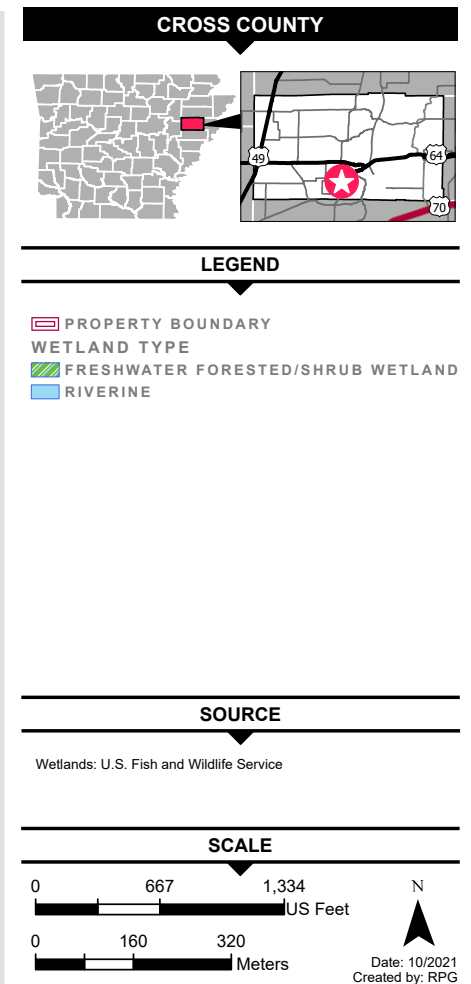 CROSS COUNTY
49
64
70
LEGEND
PROPERTY BOUNDARY
WETLAND TYPE
FRESHWATER FORESTED/SHRUB WETLAND
RIVERINE
SOURCE
Wetlands: U.S. Fish and Wildlife Service
SCALE
0 667 1,334
US Feet
0 160 320
Meters
N
Date: 10/2021
Created by: RPG